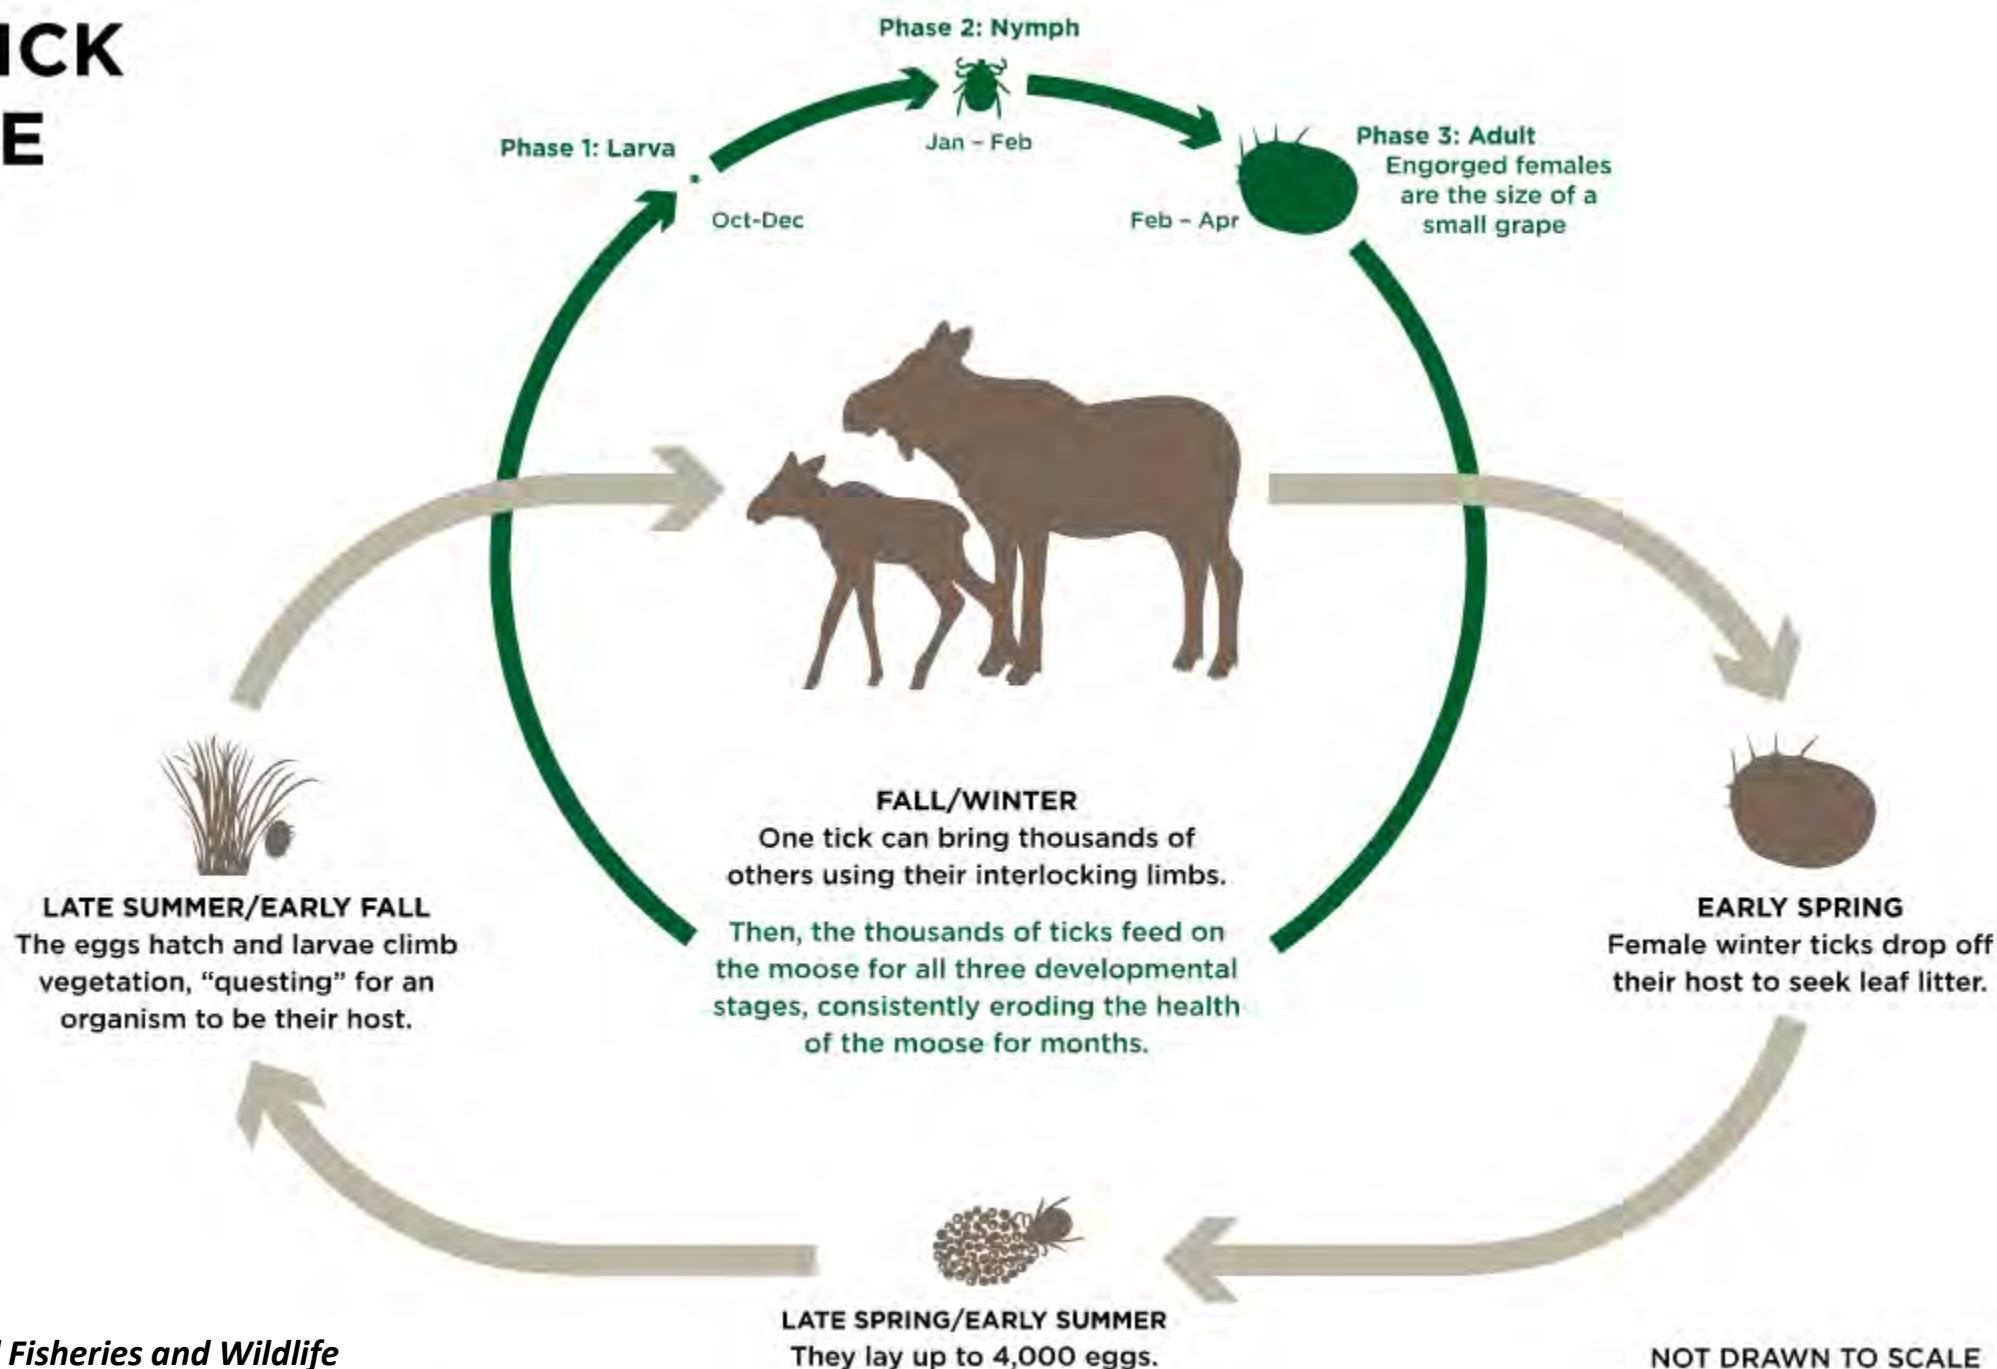 ICK
E
Phase 2: Nymph
Jan – Feb
Phase 1: Larva
Oct-Dec
Phase 3: Adult
Engorged females
are the size of a
small grape
Feb – Apr
FALL/WINTER
One tick can bring thousands of
others using their interlocking limbs.
Then, the thousands of ticks feed on
the moose for all three developmental
stages, consistently eroding the health
of the moose for months.
LATE SUMMER/EARLY FALL
The eggs hatch and larvae climb
vegetation, “questing” for an
organism to be their host.
EARLY SPRING
Female winter ticks drop off
their host to seek leaf litter.
LATE SPRING/EARLY SUMMER
They lay up to 4,000 eggs.
Fisheries and Wildlife
NOT DRAWN TO SCALE